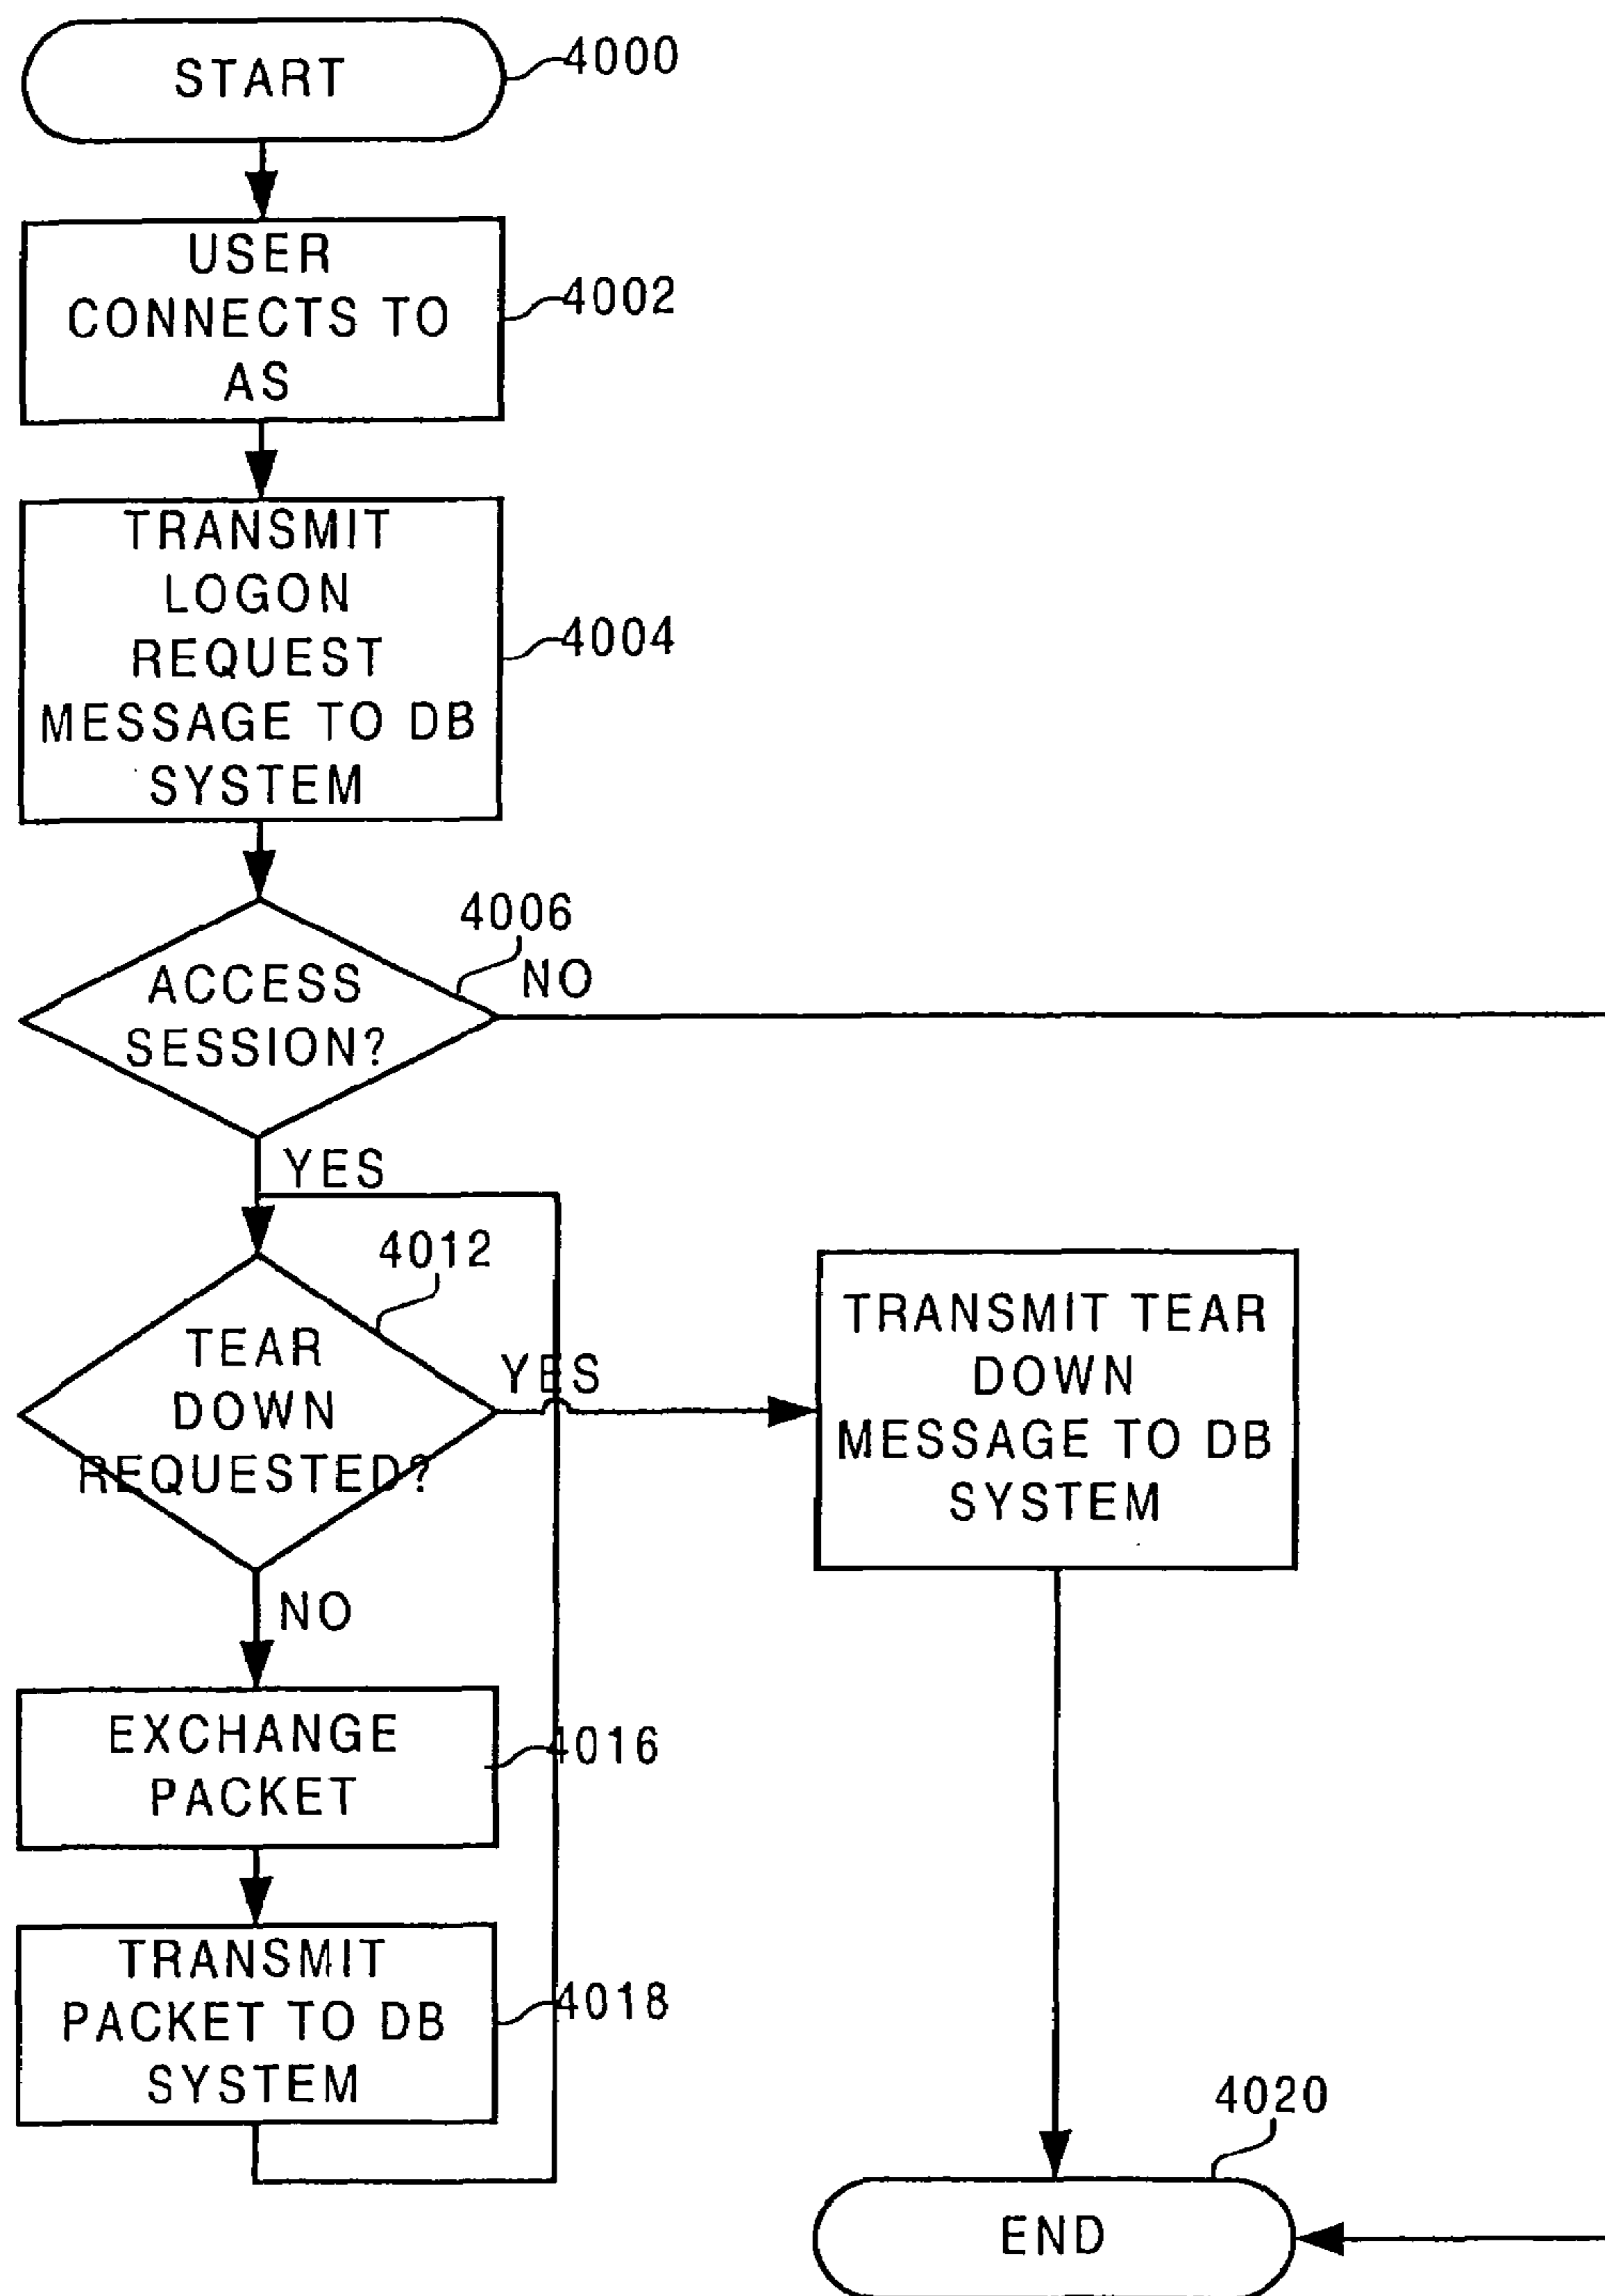 START
4000
USER
CONNECTS TO
AS
4002
TRANSMIT
LOGON
REQUEST
MESSAGE TO DB
SYSTEM
4004
4006
NO
ACCESS
SESSION?
YES
4012
TEAR
DOWN
REQUESTED?
YES
TRANSMIT TEAR
DOWN
MESSAGE TO DB
SYSTEM
NO
EXCHANGE
PACKET
4016
TRANSMIT
PACKET TO DB
SYSTEM
4018
4020
END